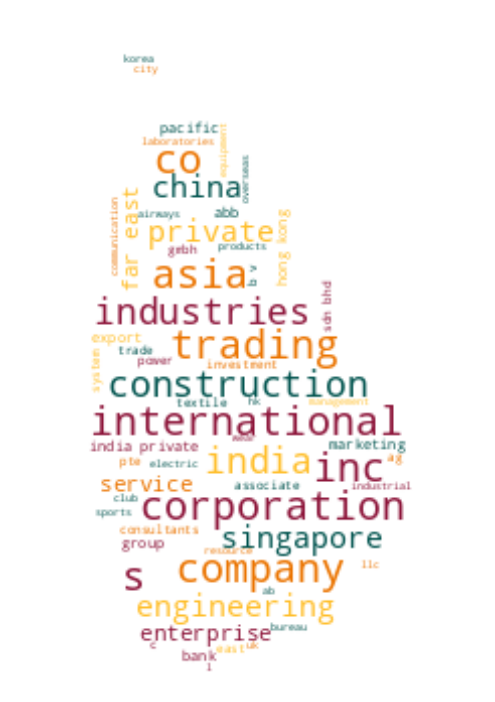 korea
city
pacific
laboratories
equipment
co
overseas
china
far east
communication
airways
abb
private
hong kong
gmbh
products
asia
b v
industries
sdn bhd
trading
export
trade
system
power
investment
construction
textile
hk
management
international
wear
india private
marketing
india
inc
ag
pte
electric
service
associate
industrial
club
corporation
sports
consultants
singapore
group
resource
company
llc
s
ab
engineering
enterprise
bureau
c
east
uk
bank
l